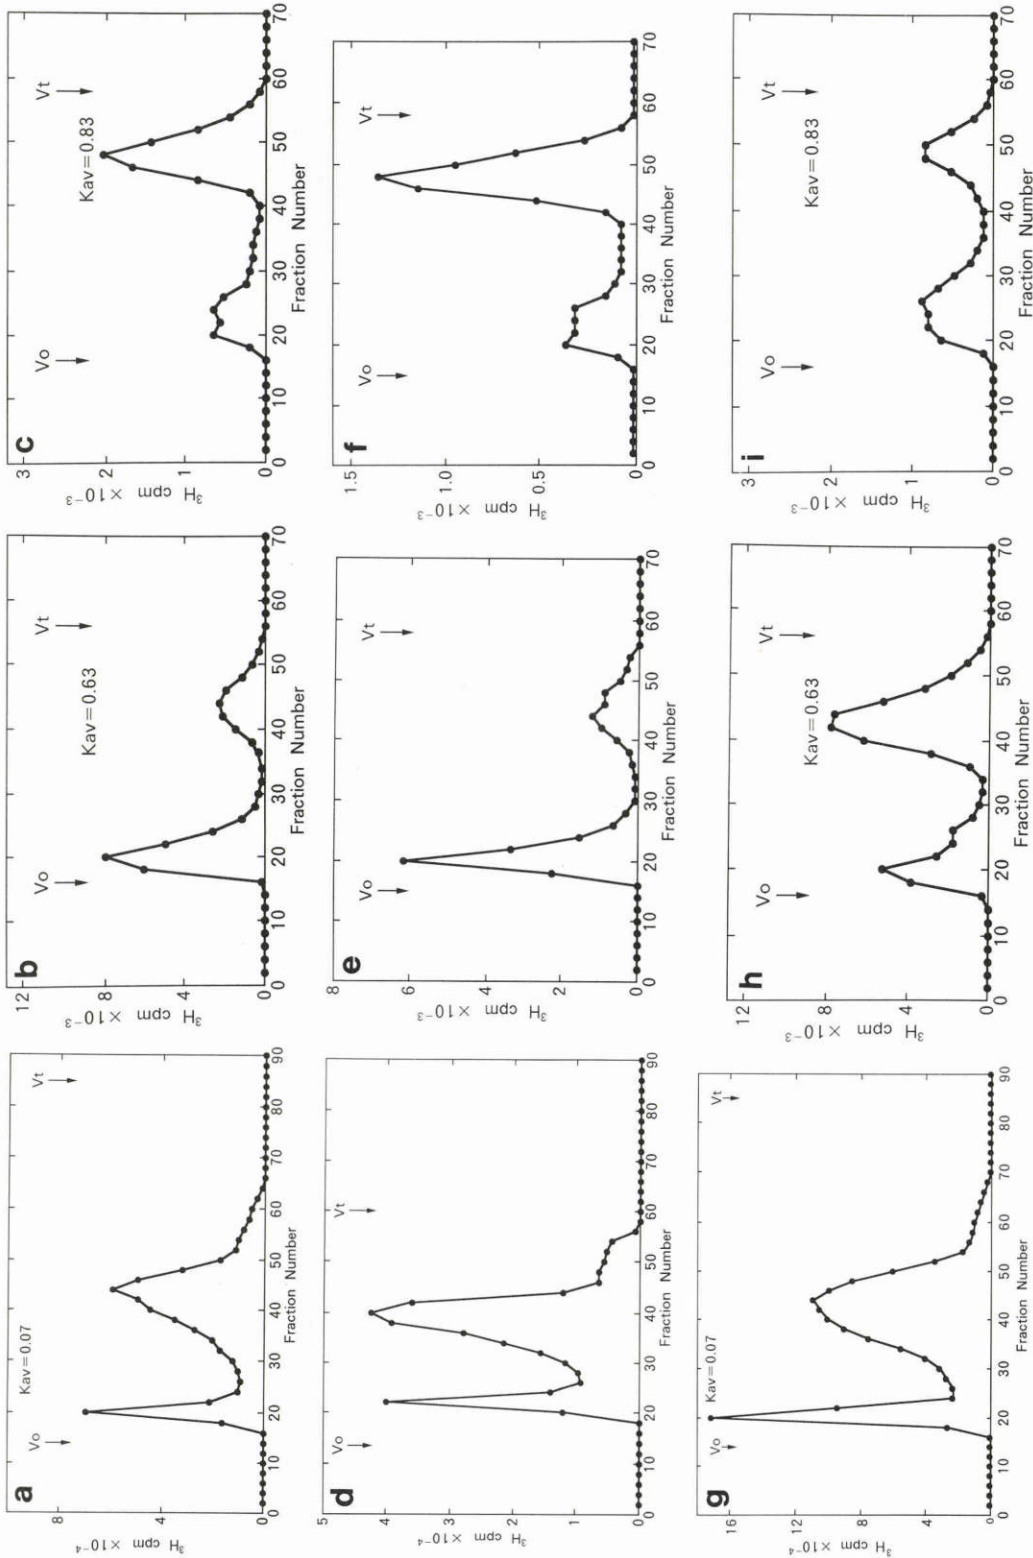 a
³H cpm ×10⁻⁴
8
4
0
Vo
Kav=0.07
Vt
0 10 20 30 40 50 60 70 80 90
Fraction Number
b
³H cpm ×10⁻³
12
8
4
0
Vo
Kav=0.63
Vt
0 10 20 30 40 50 60 70
Fraction Number
c
³H cpm ×10⁻³
3
2
1
0
Vo
Kav=0.83
Vt
0 10 20 30 40 50 60 70
Fraction Number
d
³H cpm ×10⁻⁴
5
4
3
2
1
0
Vo
Vt
0 10 20 30 40 50 60 70 80 90
Fraction Number
e
³H cpm ×10⁻³
8
6
4
2
0
Vo
Vt
0 10 20 30 40 50 60 70
Fraction Number
f
³H cpm ×10⁻³
1.5
1.0
0.5
0
Vo
Vt
0 10 20 30 40 50 60 70
Fraction Number
g
³H cpm ×10⁻⁴
16
12
8
4
0
Vo
Kav=0.07
Vt
0 10 20 30 40 50 60 70 80 90
Fraction Number
h
³H cpm ×10⁻³
12
8
4
0
Vo
Kav=0.63
Vt
0 10 20 30 40 50 60 70
Fraction Number
i
³H cpm ×10⁻³
3
2
1
0
Vo
Kav=0.83
Vt
0 10 20 30 40 50 60 70
Fraction Number